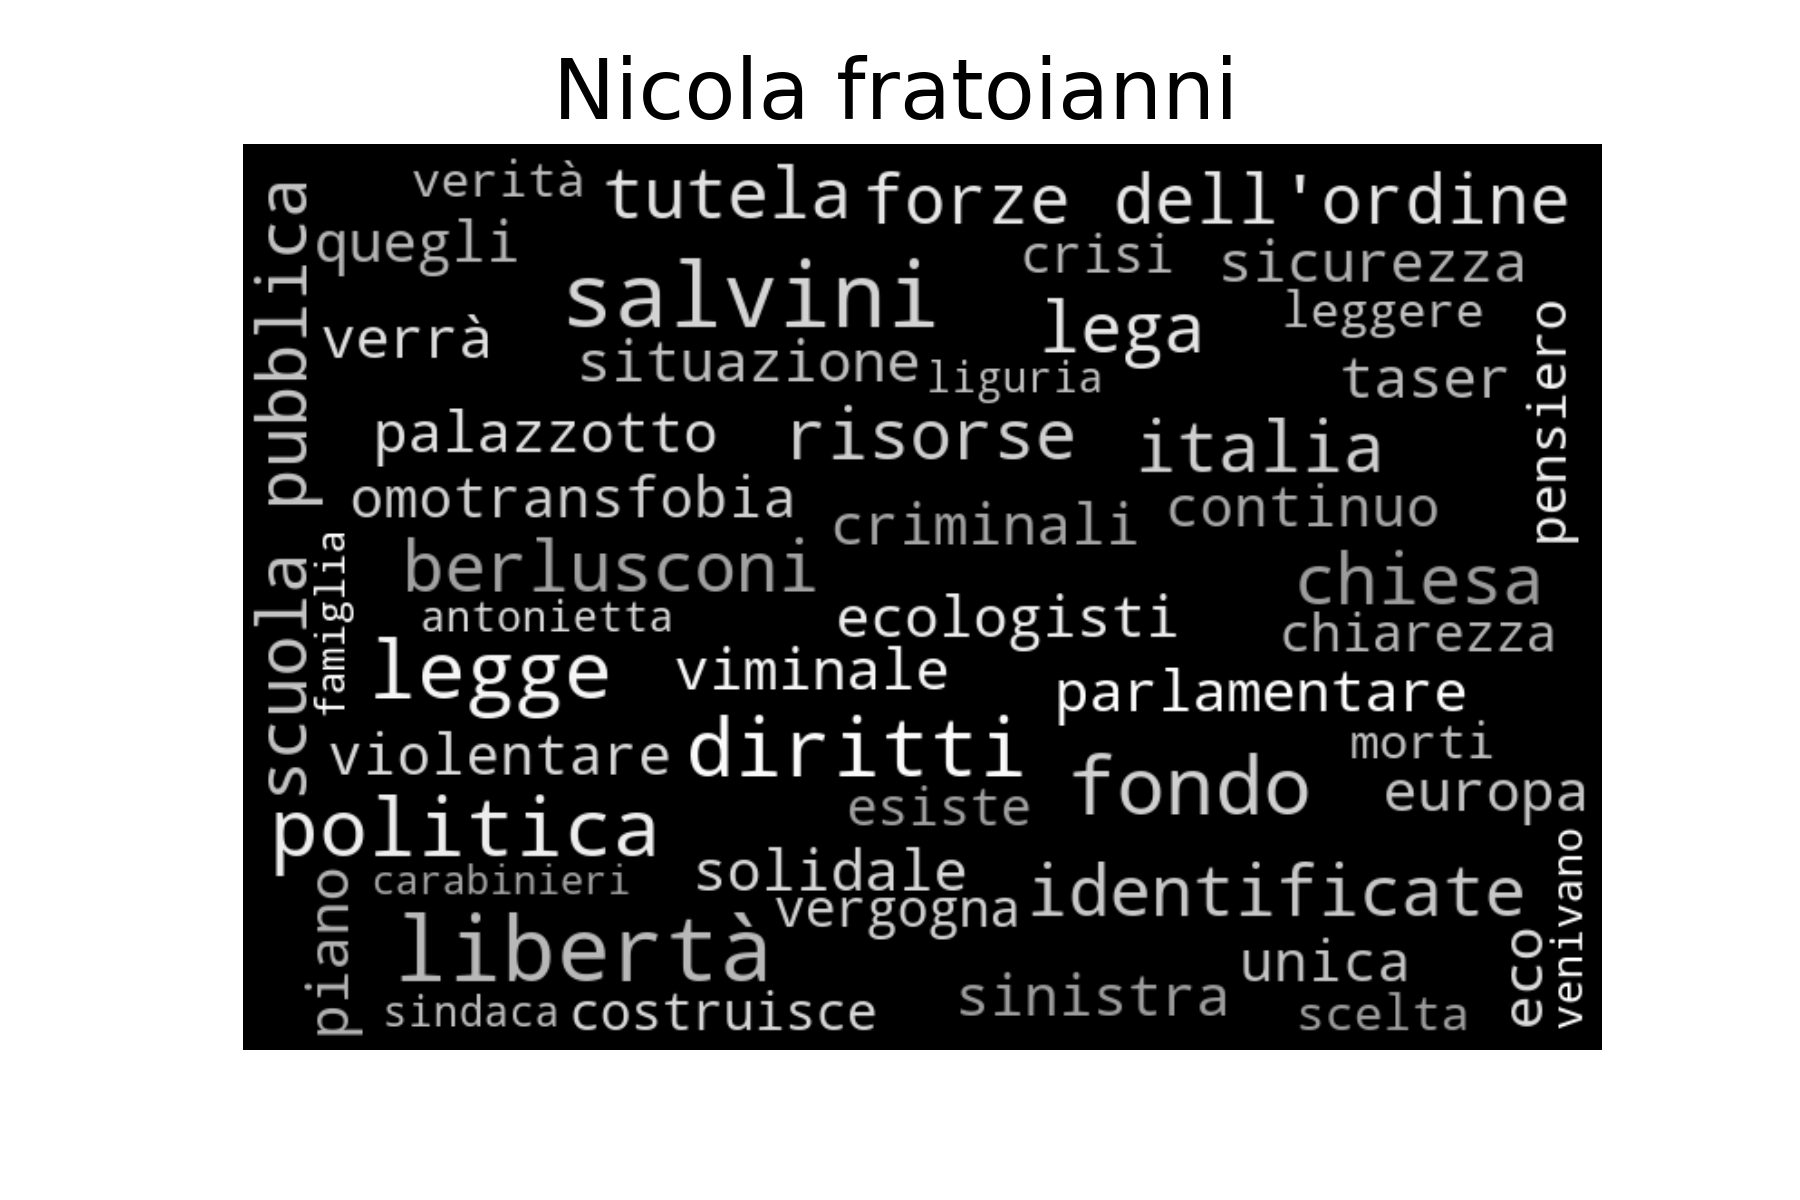 Nicola fratoianni
verità tutela forze dell'ordine
scuola pubblica
quegli crisi sicurezza
salvini
verrà lega leggere
pensiero
situazione liguria taser
palazzotto risorse italia
omotransfobia criminali continuo
famiglia
berlusconi chiesa
antonietta ecologisti chiarezza
legge viminale parlamentare
violentare diritti morti
fondo europa
politica esiste
carabinieri solidale identificate
venivano
piano
vergogna
libertà unica
eco
sindaca costruisce sinistra scelta